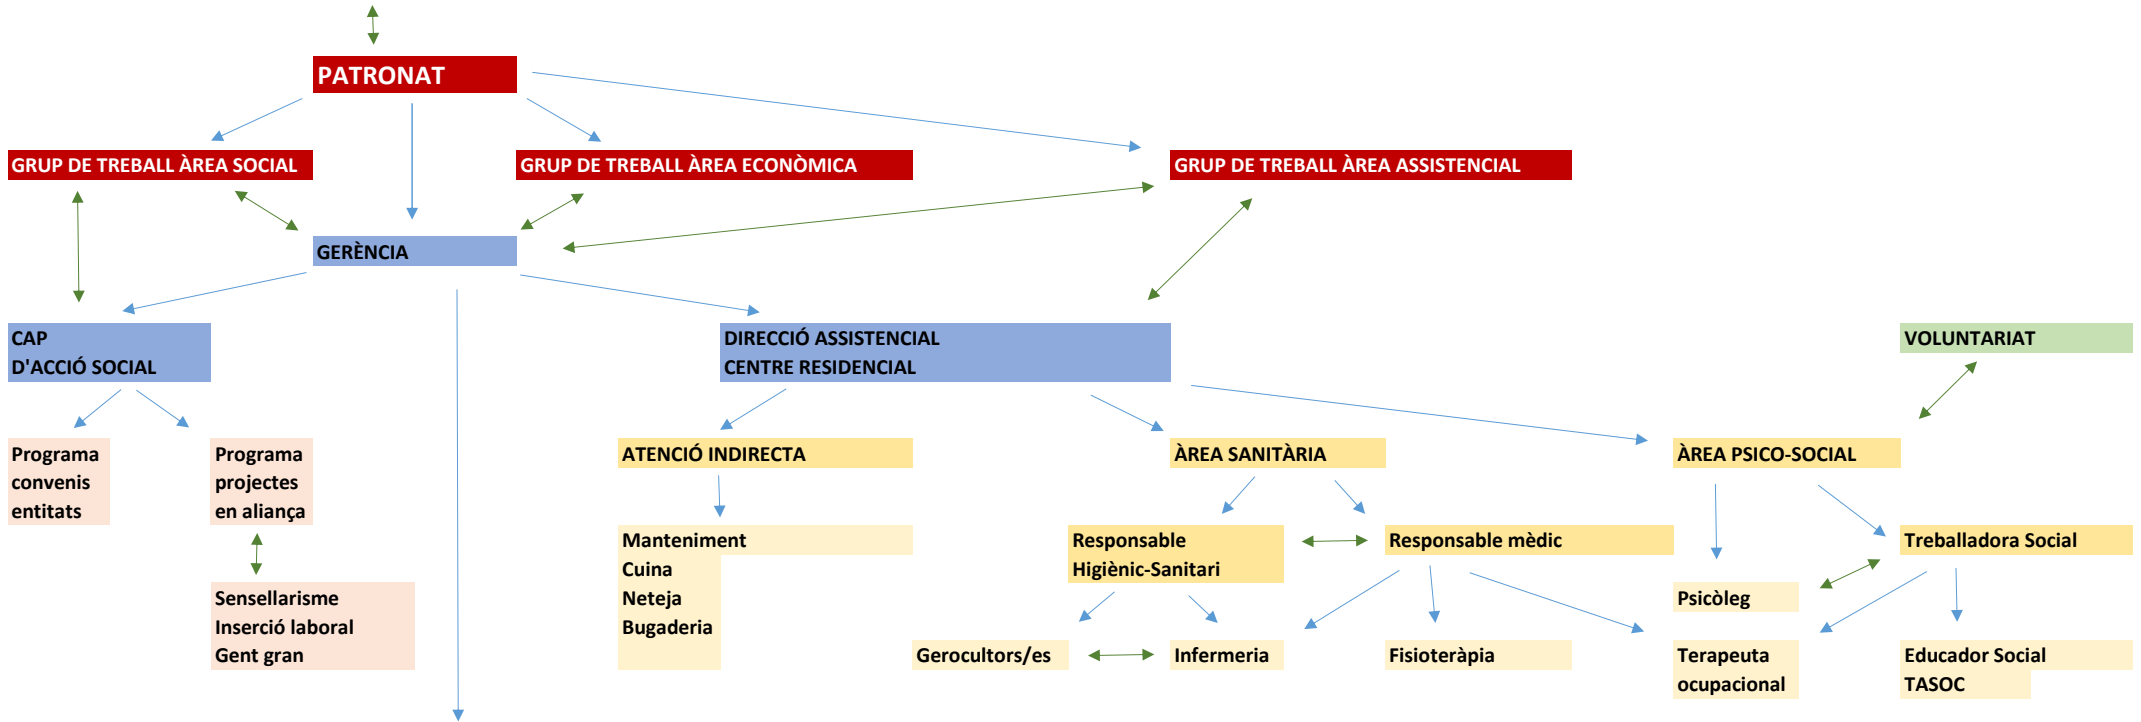 PATRONAT
GRUP DE TREBALL ÀREA SOCIAL
GRUP DE TREBALL ÀREA ECONÒMICA
GRUP DE TREBALL ÀREA ASSISTENCIAL
GERÈNCIA
CAP
D'ACCIÓ SOCIAL
DIRECCIÓ ASSISTENCIAL
CENTRE RESIDENCIAL
VOLUNTARIAT
Programa
convenis
entitats
Programa
projectes
en aliança
ATENCIÓ INDIRECTA
ÀREA SANITÀRIA
ÀREA PSICO-SOCIAL
Sensellarisme
Inserció laboral
Gent gran
Manteniment
Cuina
Neteja
Bugaderia
Responsable
Higiènic-Sanitari
Responsable mèdic
Treballadora Social
Psicòleg
Gerocultors/es
Infermeria
Fisioteràpia
Terapeuta
ocupacional
Educador Social
TASOC